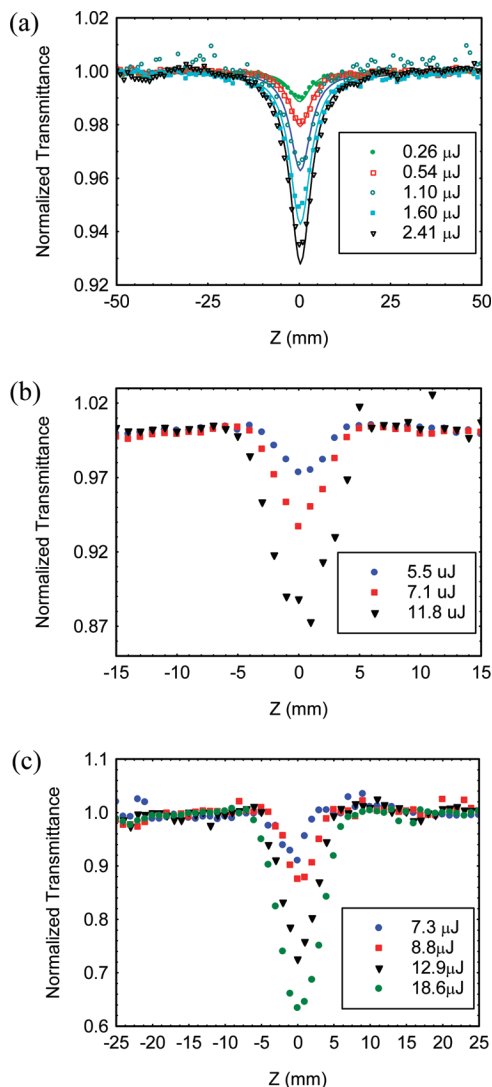 (a)
1.02
1.00
0.98
0.96
0.94
0.92
Normalized Transmittance
0.26 μJ
0.54 μJ
1.10 μJ
1.60 μJ
2.41 μJ
-50 -25 0 25 50
Z (mm)
(b)
1.02
0.97
0.92
0.87
Normalized Transmittance
5.5 uJ
7.1 uJ
11.8 uJ
-15 -10 -5 0 5 10 15
Z (mm)
(c)
1.1
1.0
0.9
0.8
0.7
0.6
Normalized Transmittance
7.3 μJ
8.8μJ
12.9μJ
18.6μJ
-25 -20 -15 -10 -5 0 5 10 15 20 25
Z (mm)